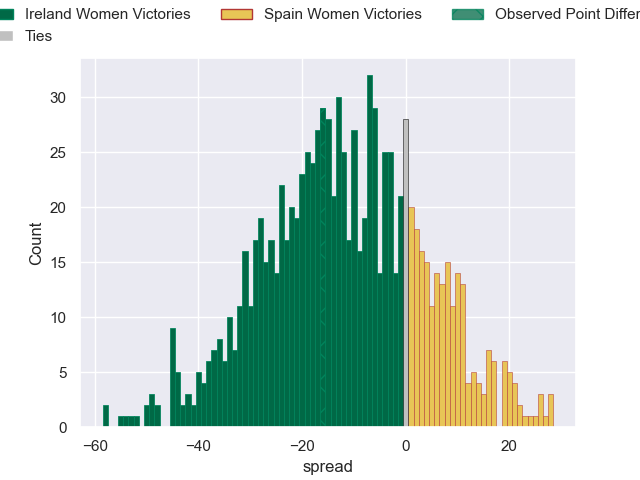 Ireland Women Victories Spain Women Victories Observed Point Differ
Ties
30
25
20
15
10
5
0
Count
−60 −40 −20 0 20
spread